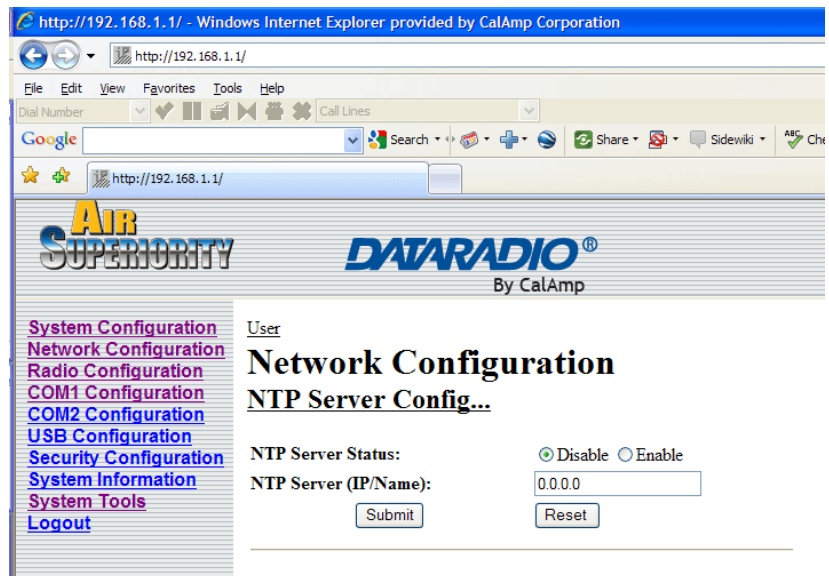 http://192.168.1.1/ - Windows Internet Explorer provided by CalAmp Corporation
http://192.168.1.1/
File Edit View Favorites Tools Help
Dial Number Call Lines
Google Search Share Sidewiki ABC Che
http://192.168.1.1/
AIR SUPERIORITY
DATARADIO®
By CalAmp
System Configuration
Network Configuration
Radio Configuration
COM1 Configuration
COM2 Configuration
USB Configuration
Security Configuration
System Information
System Tools
Logout
User
Network Configuration
NTP Server Config...
NTP Server Status: Disable Enable
NTP Server (IP/Name): 0.0.0.0
Submit Reset